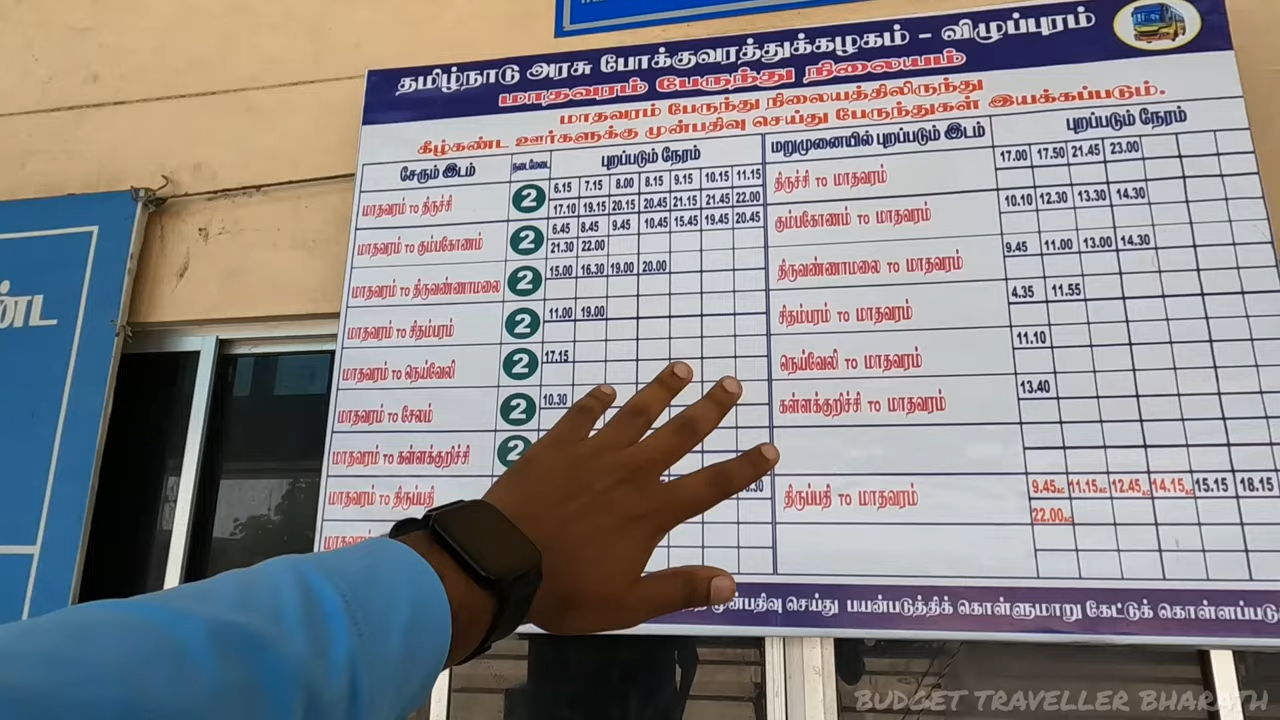 தமிழ்நாடு அரசு போக்குவரத்துக்கழகம் - விழுப்புரம்
மாதவரம் பேருந்து நிலையம்
மாதவரம் பேருந்து நிலையத்திலிருந்து
கீழ்கண்ட ஊர்களுக்கு முன்பதிவு செய்து பேருந்துகள் இயக்கப்படும்.
சேரும் இடம் நடைமேடை புறப்படும் நேரம் மறுமுனையில் புறப்படும் இடம் புறப்படும் நேரம்
மாதவரம் TO திருச்சி 2 6.15 7.15 8.00 8.15 9.15 10.15 11.15 திருச்சி TO மாதவரம் 17.00 17.50 21.45 23.00
17.10 19.15 20.15 20.45 21.15 21.45 22.00
மாதவரம் TO கும்பகோணம் 2 6.45 8.45 9.45 10.45 15.45 19.45 20.45 கும்பகோணம் TO மாதவரம் 10.10 12.30 13.30 14.30
21.30 22.00
மாதவரம் TO திருவண்ணாமலை 2 15.00 16.30 19.00 20.00 திருவண்ணாமலை TO மாதவரம் 9.45 11.00 13.00 14.30
மாதவரம் TO சிதம்பரம் 2 11.00 19.00 சிதம்பரம் TO மாதவரம் 4.35 11.55
மாதவரம் TO நெய்வேலி 2 17.15 நெய்வேலி TO மாதவரம் 11.10
மாதவரம் TO சேலம் 2 10.30 கள்ளக்குறிச்சி TO மாதவரம் 13.40
மாதவரம் TO கள்ளக்குறிச்சி 2
மாதவரம் TO திருப்பதி திருப்பதி TO மாதவரம் 9.45AC 11.15AC 12.45AC 14.15AC 15.15 18.15
22.00AC
முன்பதிவு செய்து பயன்படுத்திக் கொள்ளுமாறு கேட்டுக்
BUDGET TRAVELLER BHARATH